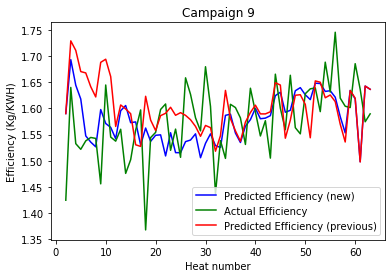 Campaign 9
Efficiency (Kg/KWH)
1.75
1.70
1.65
1.60
1.55
1.50
1.45
1.40
1.35
Predicted Efficiency (new)
Actual Efficiency
Predicted Efficiency (previous)
0 10 20 30 40 50 60
Heat number